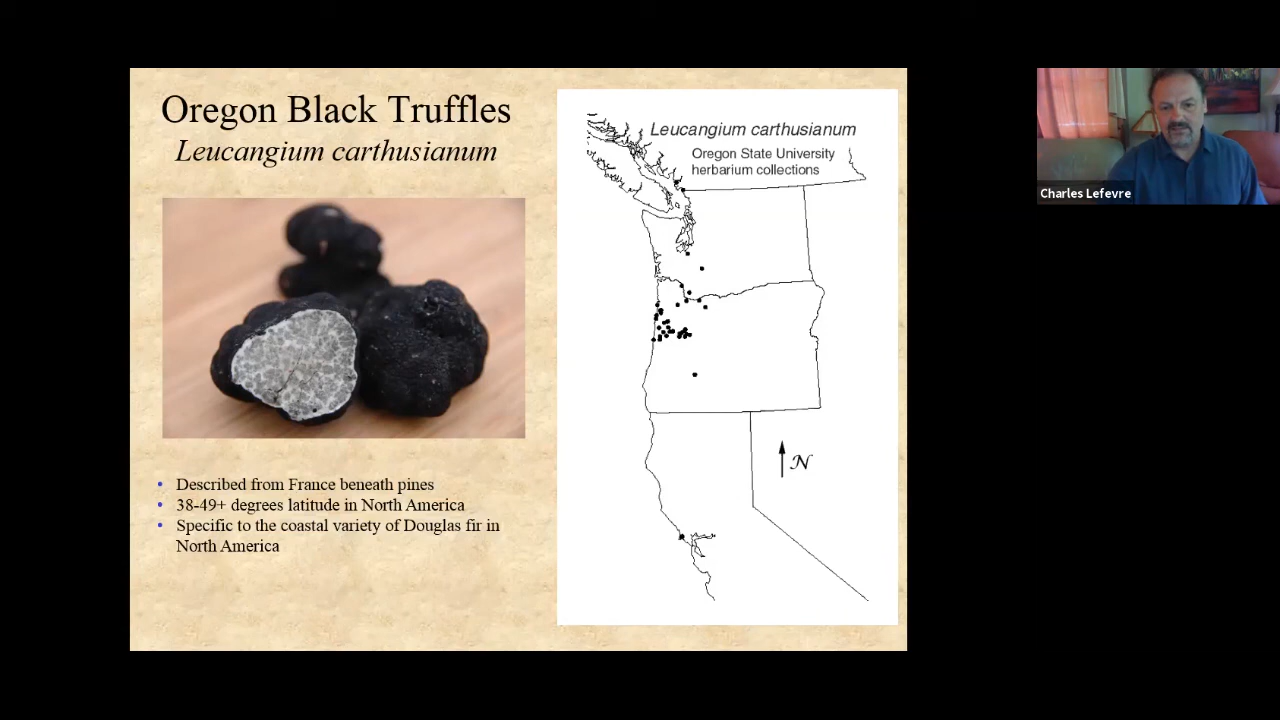 Oregon Black Truffles
Leucangium carthusianum
• Described from France beneath pines
• 38-49+ degrees latitude in North America
• Specific to the coastal variety of Douglas fir in
North America
Leucangium carthusianum
Oregon State University
herbarium collections
N
Charles Lefevre